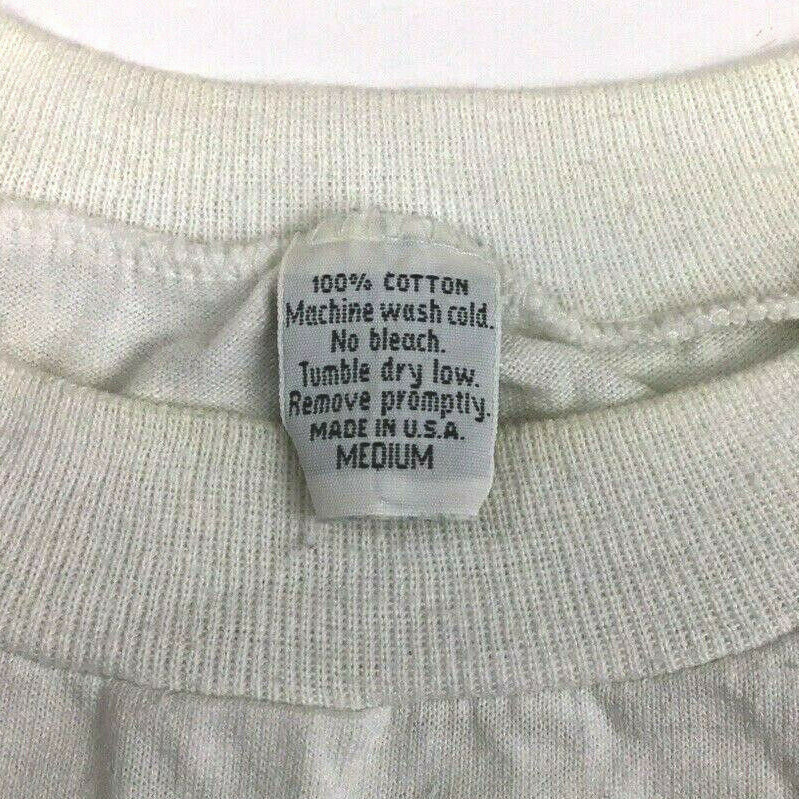 100% COTTON
Machine wash cold.
No bleach.
Tumble dry low.
Remove promptly.
MADE IN U.S.A.
MEDIUM